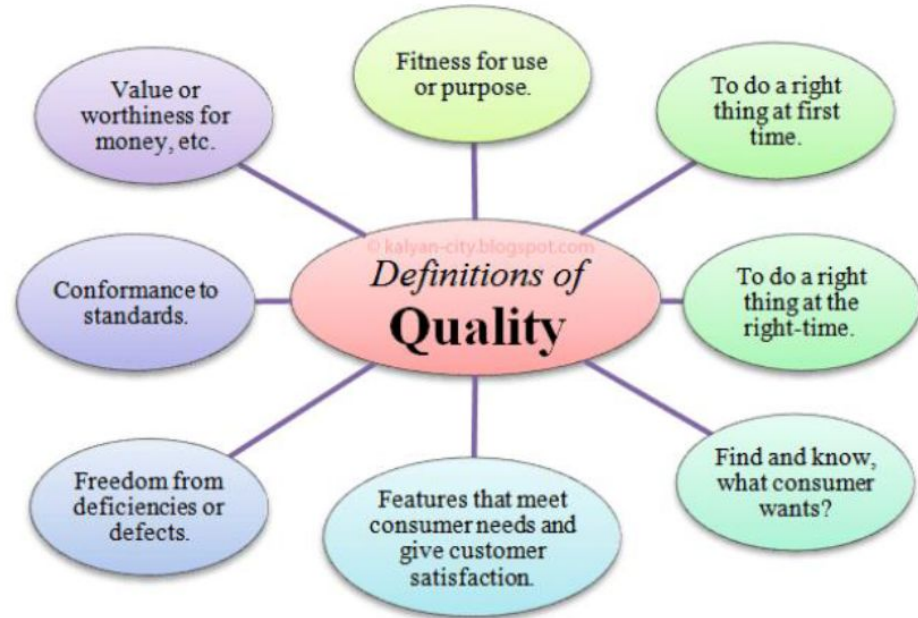 Fitness for use
or purpose.
To do a right
thing at first
time.
To do a right
thing at the
right-time.
Find and know,
what consumer
wants?
Features that meet
consumer needs and
give customer
satisfaction.
Freedom from
deficiencies or
defects.
Conformance to
standards.
Value or
worthiness for
money, etc.
© kalyan-city.blogspot.com
Definitions of
Quality